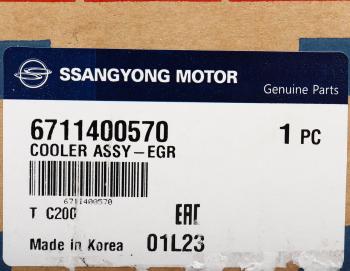 SSANGYONG MOTOR
Genuine Parts
6711400570 1 PC
COOLER ASSY-EGR
6711400570
T C200 EAC
Made in Korea 01L23